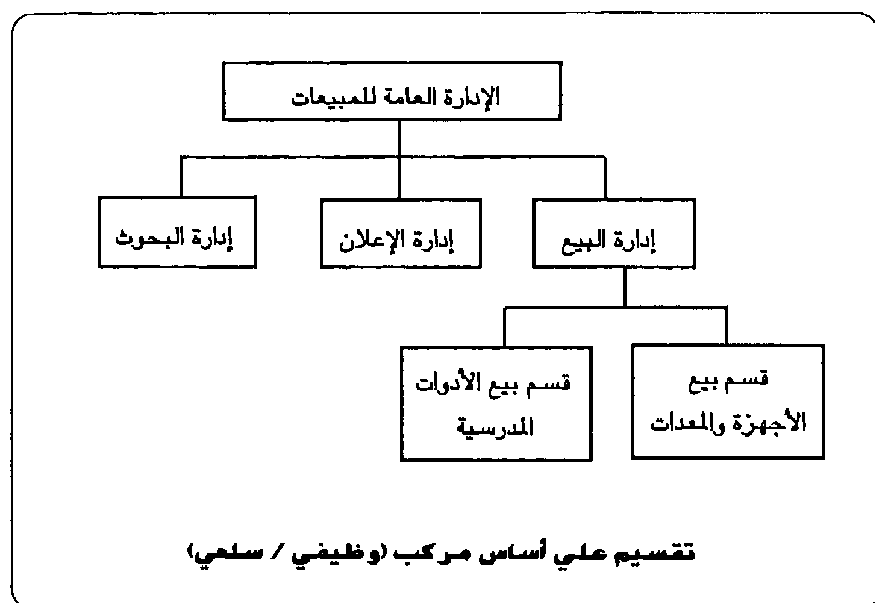 الإدارة العامة للمبيعات
إدارة البيع
إدارة الإعلان
إدارة البحوث
قسم بيع
الأجهزة والمعدات
قسم بيع الأدوات
المدرسية
تقسيم علي أساس مركب (وظيفي / سلعي)